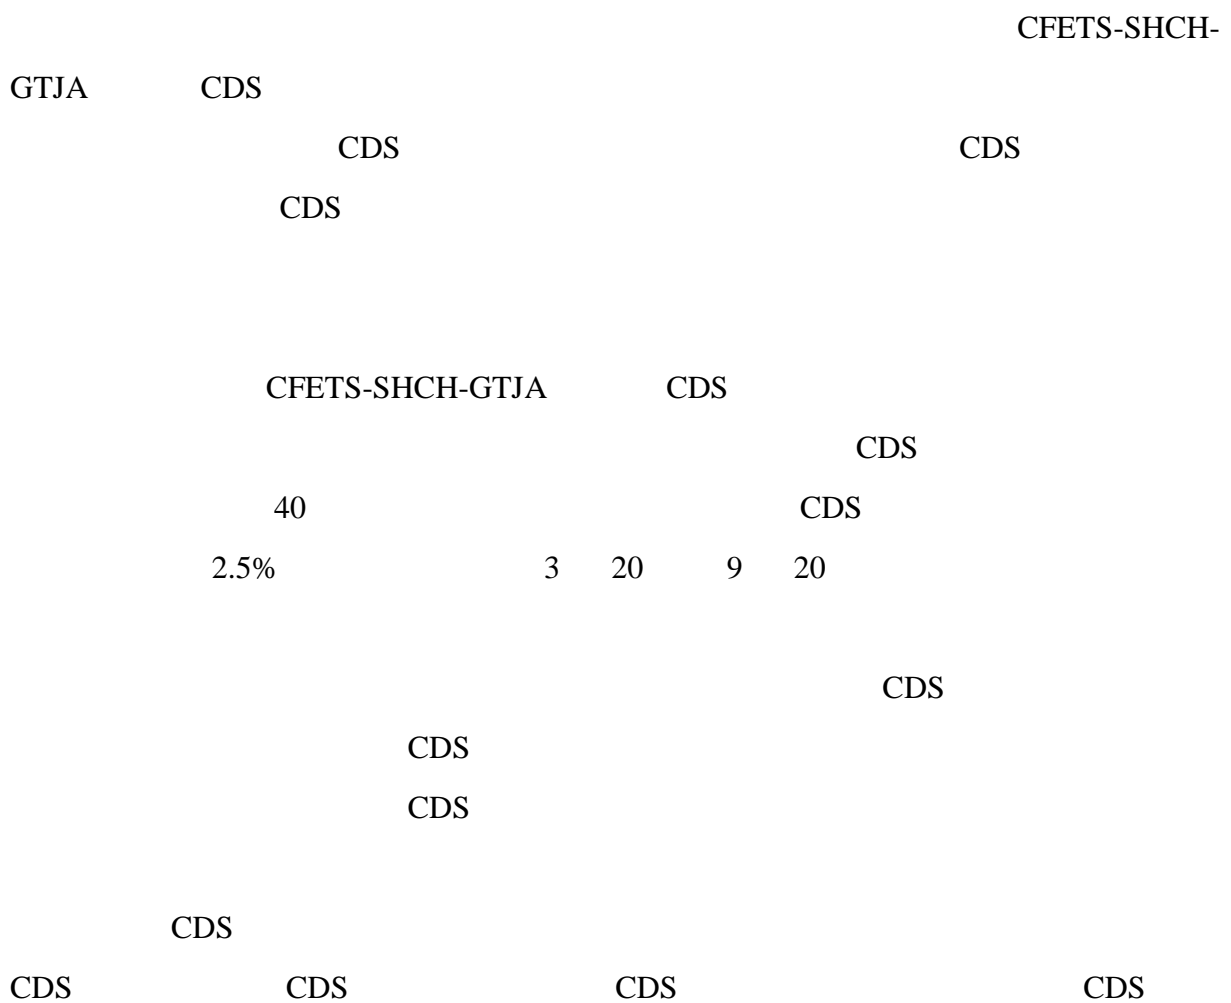 CFETS-SHCH-
GTJA CDS
CDS CDS
CDS
CFETS-SHCH-GTJA CDS
CDS
40 CDS
2.5% 3 20 9 20
CDS
CDS
CDS
CDS
CDS CDS CDS CDS